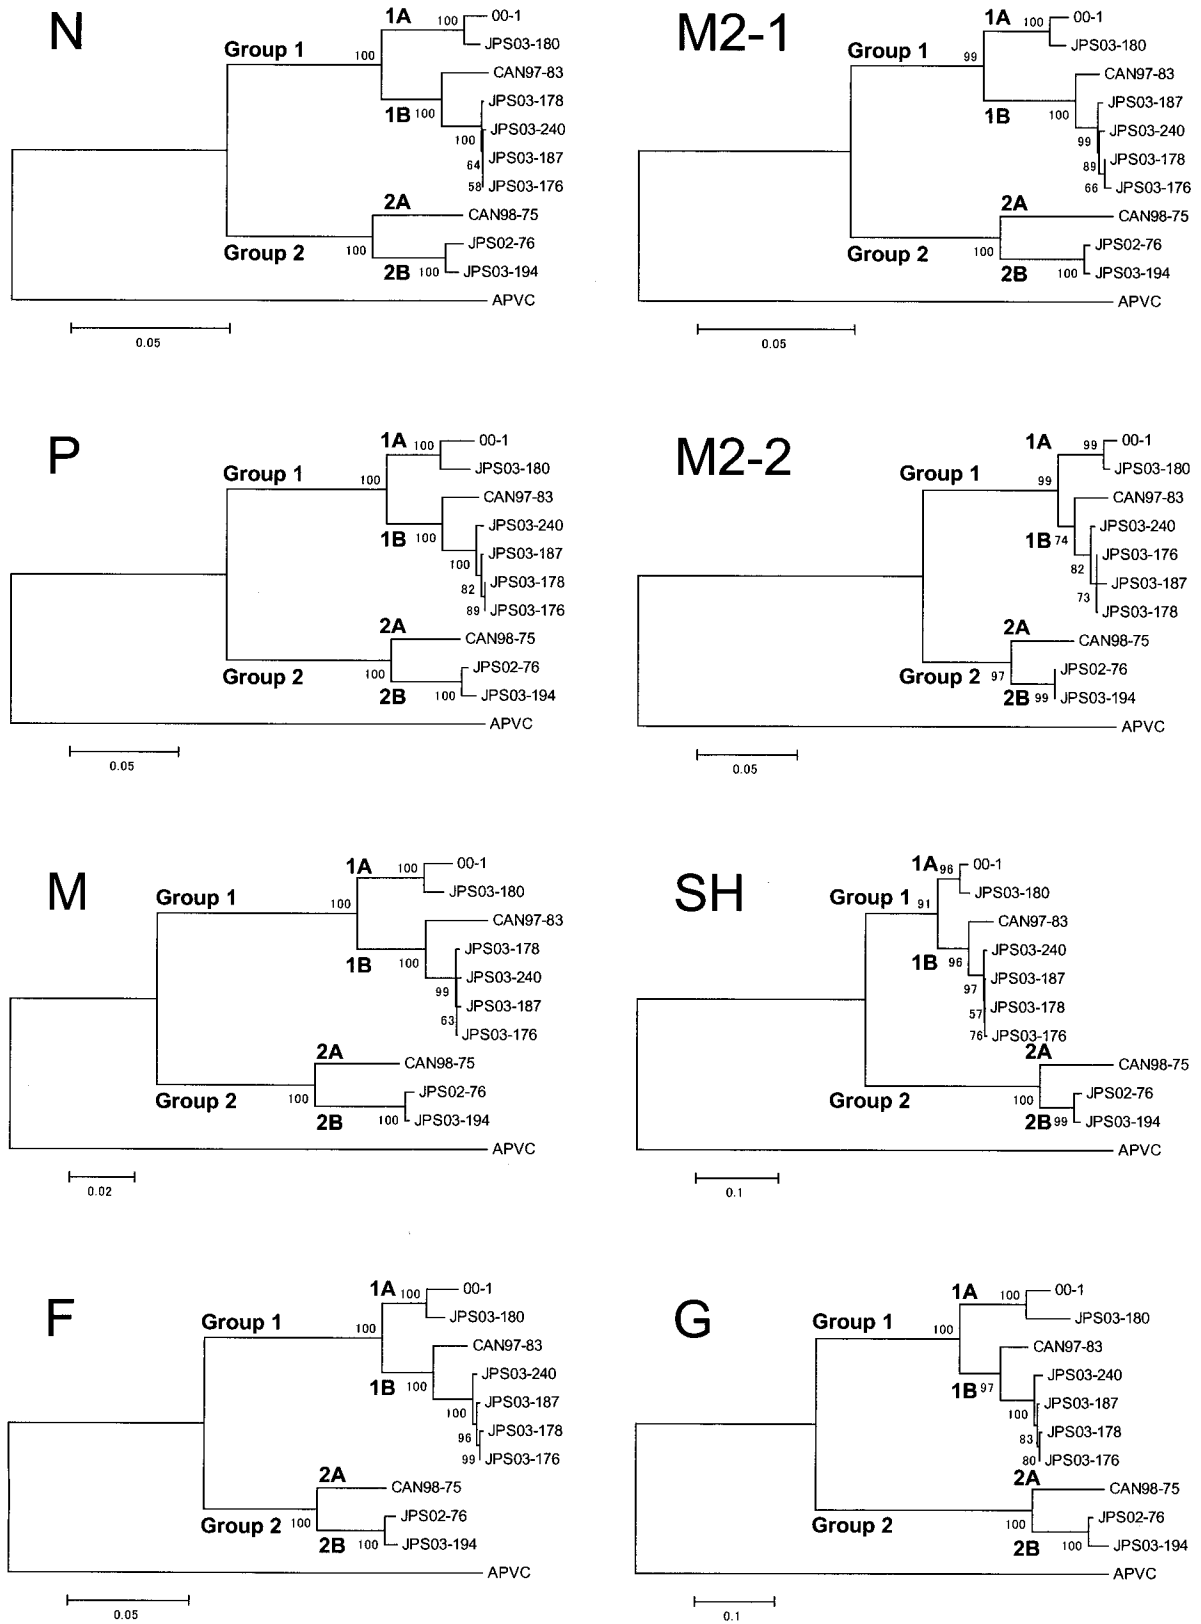 N
Group 1
1A
100
100
00-1
JPS03-180
1B
100
CAN97-83
JPS03-178
JPS03-240
100
JPS03-187
64
JPS03-176
58
2A
CAN98-75
Group 2
100
JPS02-76
2B
100
JPS03-194
APVC
0.05
M2-1
Group 1
1A
99
100
00-1
JPS03-180
1B
100
CAN97-83
JPS03-187
JPS03-240
99
JPS03-178
89
JPS03-176
66
2A
CAN98-75
Group 2
100
JPS02-76
2B
100
JPS03-194
APVC
0.05
P
Group 1
1A
100
100
00-1
JPS03-180
1B
100
CAN97-83
JPS03-240
JPS03-187
100
JPS03-178
82
JPS03-176
89
2A
CAN98-75
Group 2
100
JPS02-76
2B
100
JPS03-194
APVC
0.05
M2-2
Group 1
1A
99
99
00-1
JPS03-180
1B
74
CAN97-83
JPS03-240
JPS03-176
82
JPS03-187
73
JPS03-178
2A
CAN98-75
Group 2
97
JPS02-76
2B
99
JPS03-194
APVC
0.05
M
Group 1
1A
100
100
00-1
JPS03-180
1B
100
CAN97-83
JPS03-178
JPS03-240
99
JPS03-187
63
JPS03-176
2A
CAN98-75
Group 2
100
JPS02-76
2B
100
JPS03-194
APVC
0.02
SH
Group 1
1A
91
96
00-1
JPS03-180
1B
96
CAN97-83
JPS03-240
JPS03-187
97
JPS03-178
57
JPS03-176
76
2A
CAN98-75
Group 2
100
JPS02-76
2B
99
JPS03-194
APVC
0.1
F
Group 1
1A
100
100
00-1
JPS03-180
1B
100
CAN97-83
JPS03-240
JPS03-187
100
JPS03-178
96
JPS03-176
99
2A
CAN98-75
Group 2
100
JPS02-76
2B
100
JPS03-194
APVC
0.05
G
Group 1
1A
100
100
00-1
JPS03-180
1B
97
CAN97-83
JPS03-240
JPS03-187
100
JPS03-178
83
JPS03-176
80
2A
CAN98-75
Group 2
100
JPS02-76
2B
100
JPS03-194
APVC
0.1